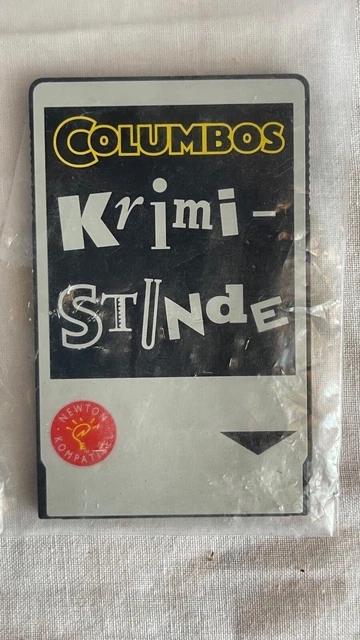 COLUMBOS
Krimi-
STUNdE
NEWTON
KOMPATIBEL